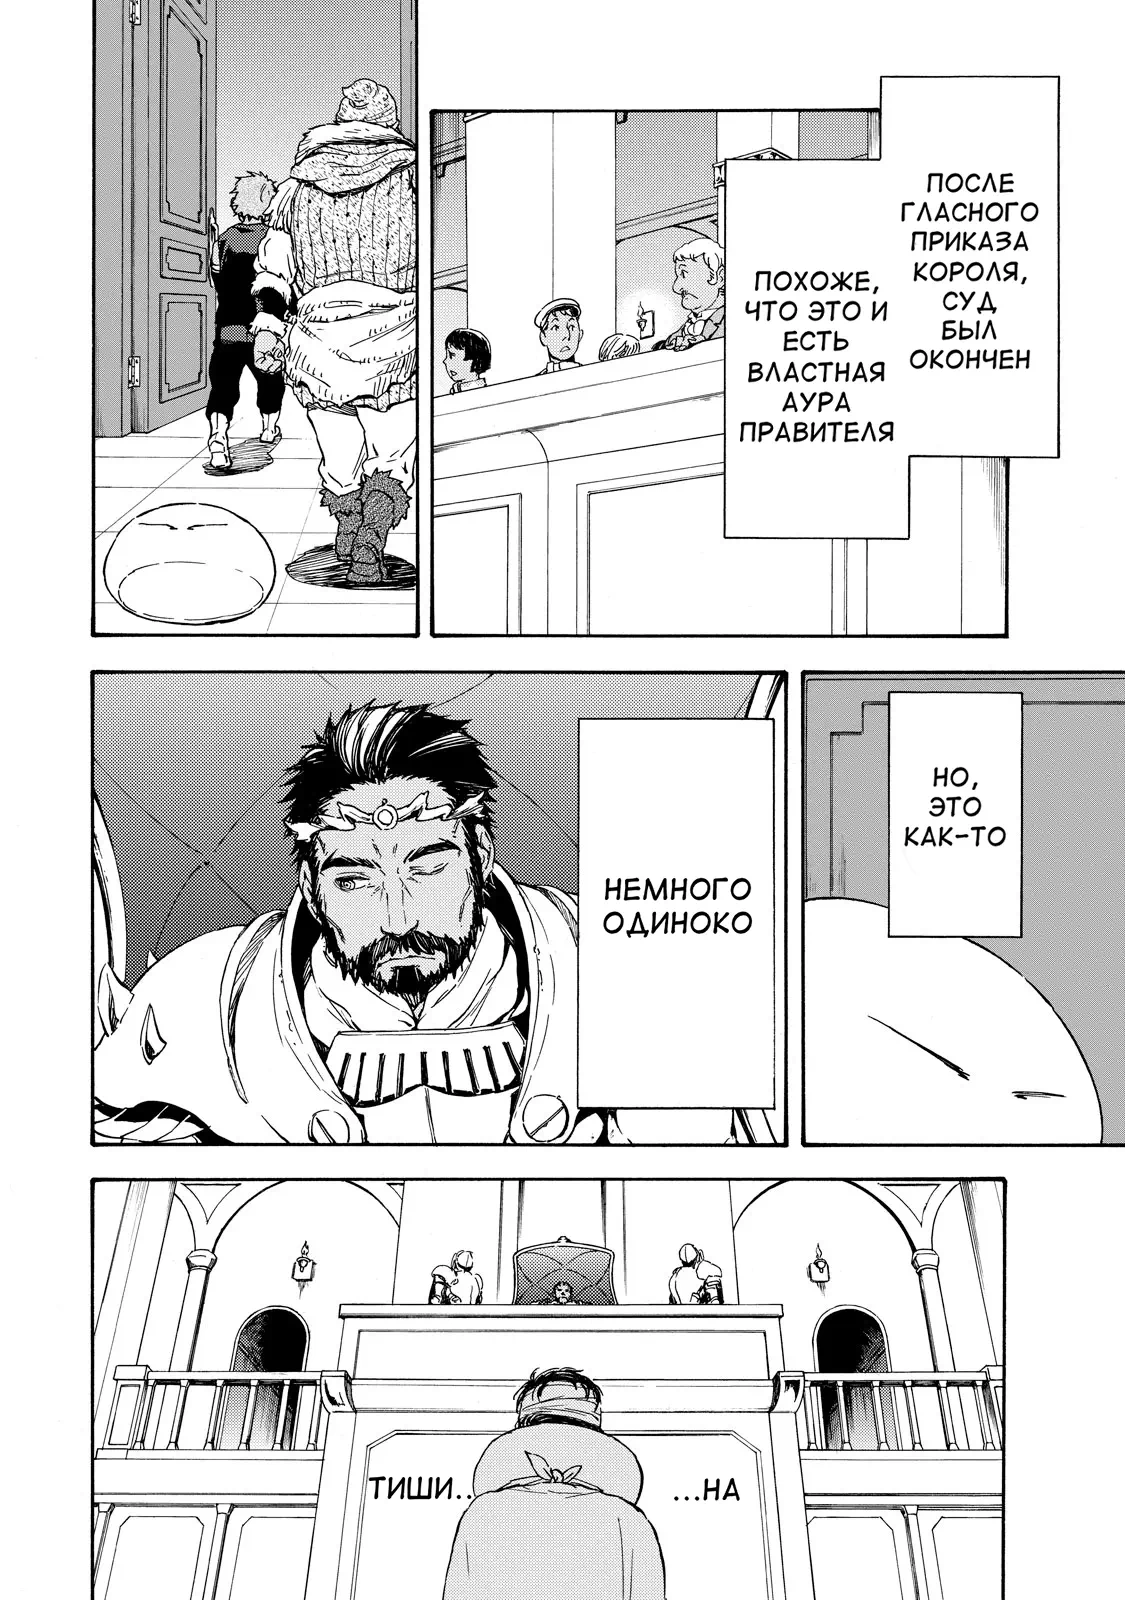 ПОСЛЕ
ГЛАСНОГО
ПРИКАЗА
КОРОЛЯ,
СУД
БЫЛ
ОКОНЧЕН
ПОХОЖЕ,
ЧТО ЭТО И
ЕСТЬ
ВЛАСТНАЯ
АУРА
ПРАВИТЕЛЯ
НО,
ЭТО
КАК-ТО
НЕМНОГО
ОДИНОКО
ТИШИ.. ...НА